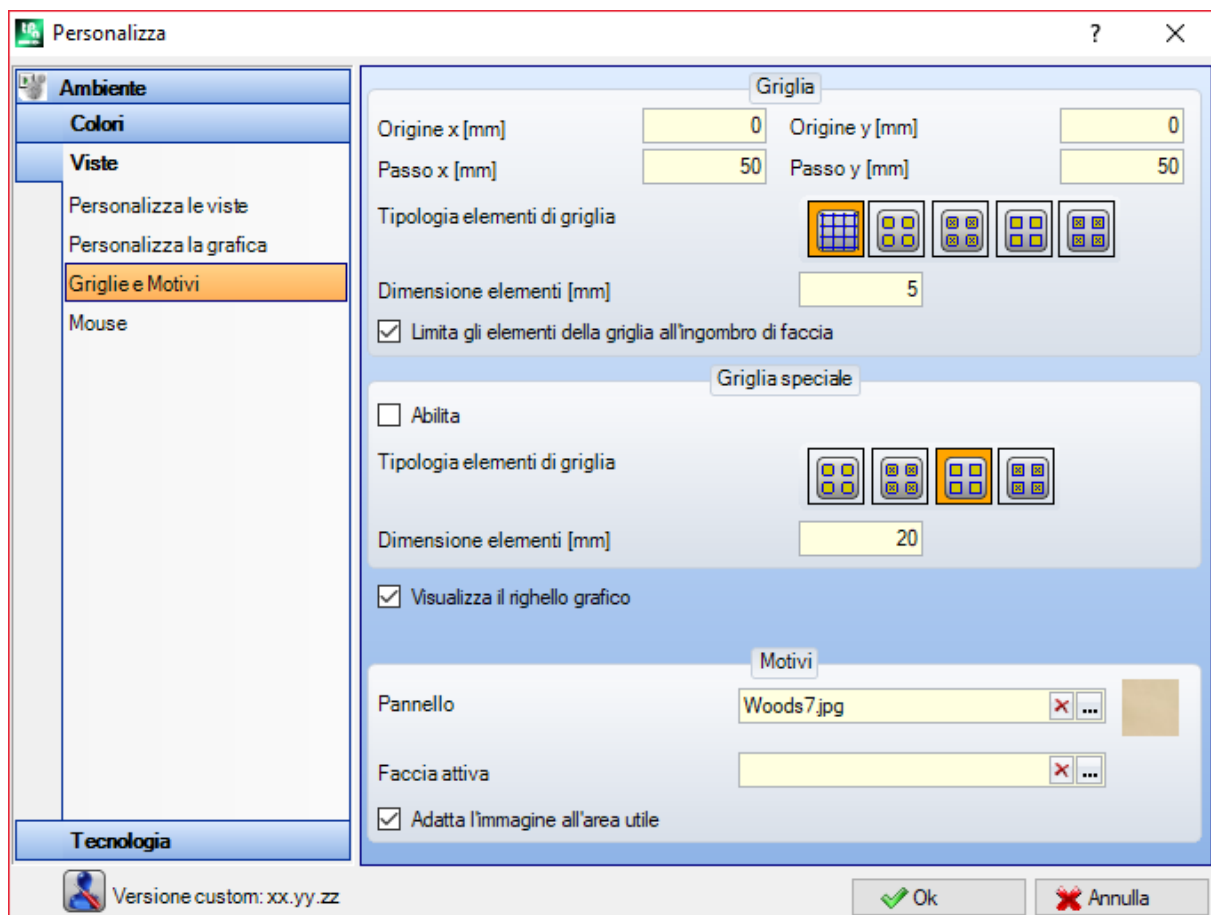 Personalizza
?
Ambiente
Colori
Viste
Personalizza le viste
Personalizza la grafica
Griglie e Motivi
Mouse
Tecnologia
Griglia
Origine x [mm] 0 Origine y [mm] 0
Passo x [mm] 50 Passo y [mm] 50
Tipologia elementi di griglia
Dimensione elementi [mm] 5
Limita gli elementi della griglia all'ingombro di faccia
Griglia speciale
Abilita
Tipologia elementi di griglia
Dimensione elementi [mm] 20
Visualizza il righello grafico
Motivi
Pannello Woods7.jpg ...
Faccia attiva ...
Adatta l'immagine all'area utile
Versione custom: xx.yy.zz
Ok Annulla